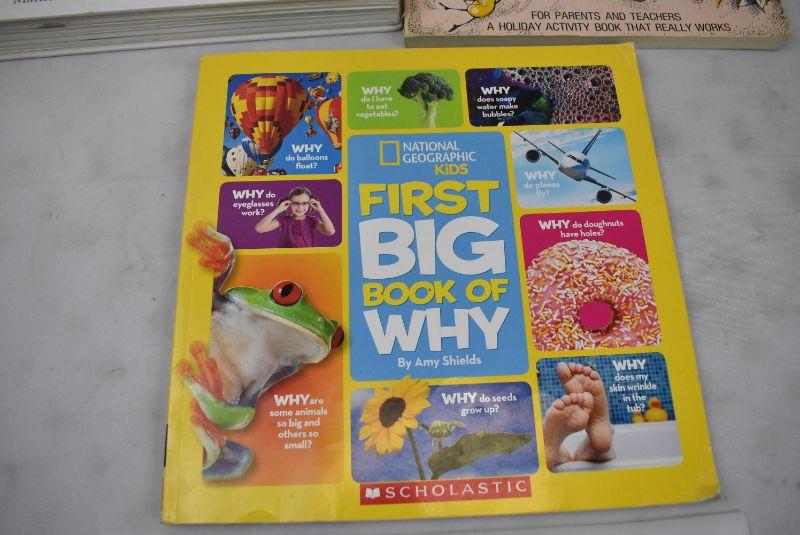 FOR PARENTS AND TEACHERS
A HOLIDAY ACTIVITY BOOK THAT REALLY WORKS
WHY
do balloons
float?
WHY
do I have
to eat
vegetables?
WHY
does soapy
water make
bubbles?
NATIONAL
GEOGRAPHIC
KiDS
FIRST
BIG
BOOK OF
WHY
By Amy Shields
WHY
do planes
fly?
WHY do
eyeglasses
work?
WHY do doughnuts
have holes?
WHY are
some animals
so big and
others so
small?
WHY do seeds
grow up?
WHY
does my
skin wrinkle
in the
tub?
SCHOLASTIC